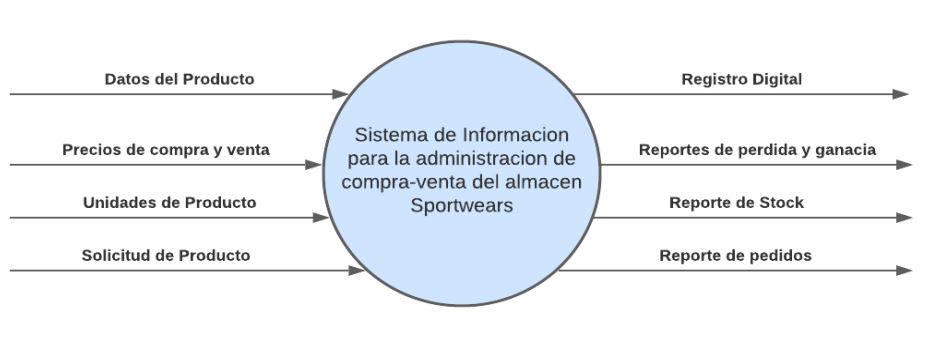 Datos del Producto
Precios de compra y venta
Unidades de Producto
Solicitud de Producto
Sistema de Informacion
para la administracion de
compra-venta del almacen
Sportwears
Registro Digital
Reportes de perdida y ganacia
Reporte de Stock
Reporte de pedidos